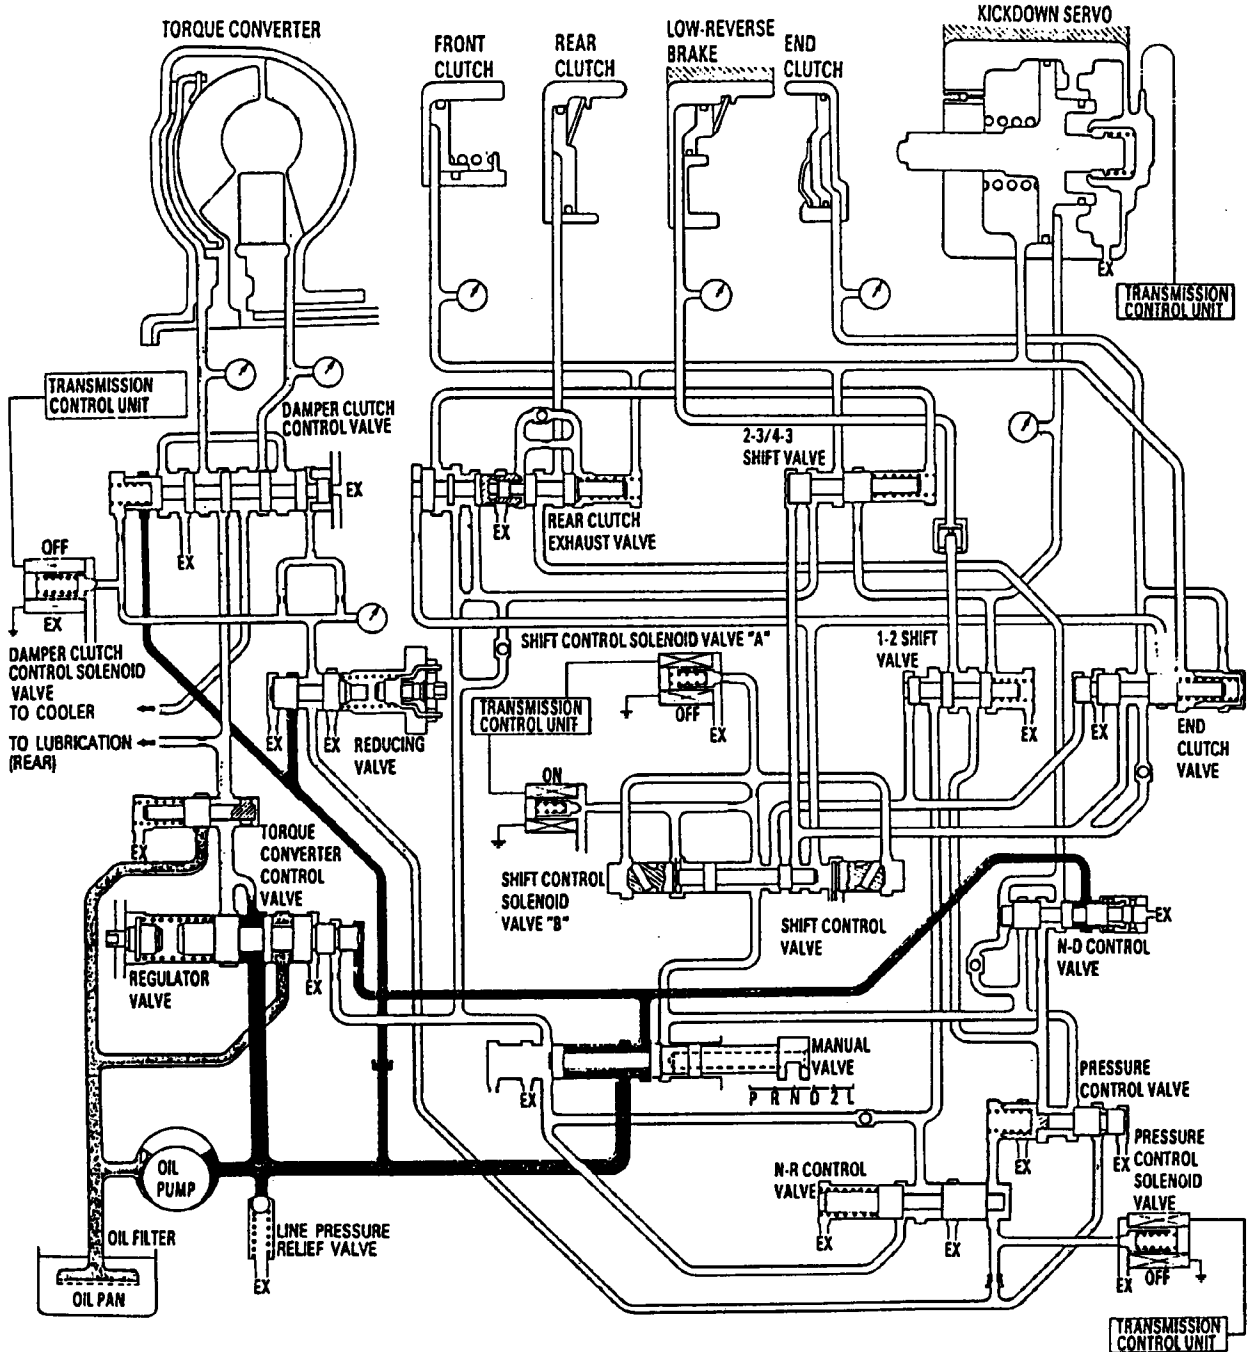 TORQUE CONVERTER
FRONT
CLUTCH
REAR
CLUTCH
LOW-REVERSE
BRAKE
END
CLUTCH
KICKDOWN SERVO
EX
TRANSMISSION
CONTROL UNIT
TRANSMISSION
CONTROL UNIT
DAMPER CLUTCH
CONTROL VALVE
2-3/4-3
SHIFT VALVE
EX
EX
EX
REAR CLUTCH
EXHAUST VALVE
OFF
EX
DAMPER CLUTCH
CONTROL SOLENOID
VALVE
TO COOLER
TO LUBRICATION
(REAR)
SHIFT CONTROL SOLENOID VALVE "A"
1-2 SHIFT
VALVE
TRANSMISSION
CONTROL UNIT
OFF
EX
EX
EX
REDUCING
VALVE
EX
EX
END
CLUTCH
VALVE
ON
EX
TORQUE
CONVERTER
CONTROL
VALVE
SHIFT CONTROL
SOLENOID
VALVE "B"
SHIFT CONTROL
VALVE
EX
N-D CONTROL
VALVE
REGULATOR
VALVE
EX
MANUAL
VALVE
P R N D 2 L
EX
PRESSURE
CONTROL VALVE
EX
EX
PRESSURE
CONTROL
SOLENOID
VALVE
OIL
PUMP
N-R CONTROL
VALVE
EX
EX
OIL FILTER
LINE PRESSURE
RELIEF VALVE
EX
EX
OFF
OIL PAN
TRANSMISSION
CONTROL UNIT